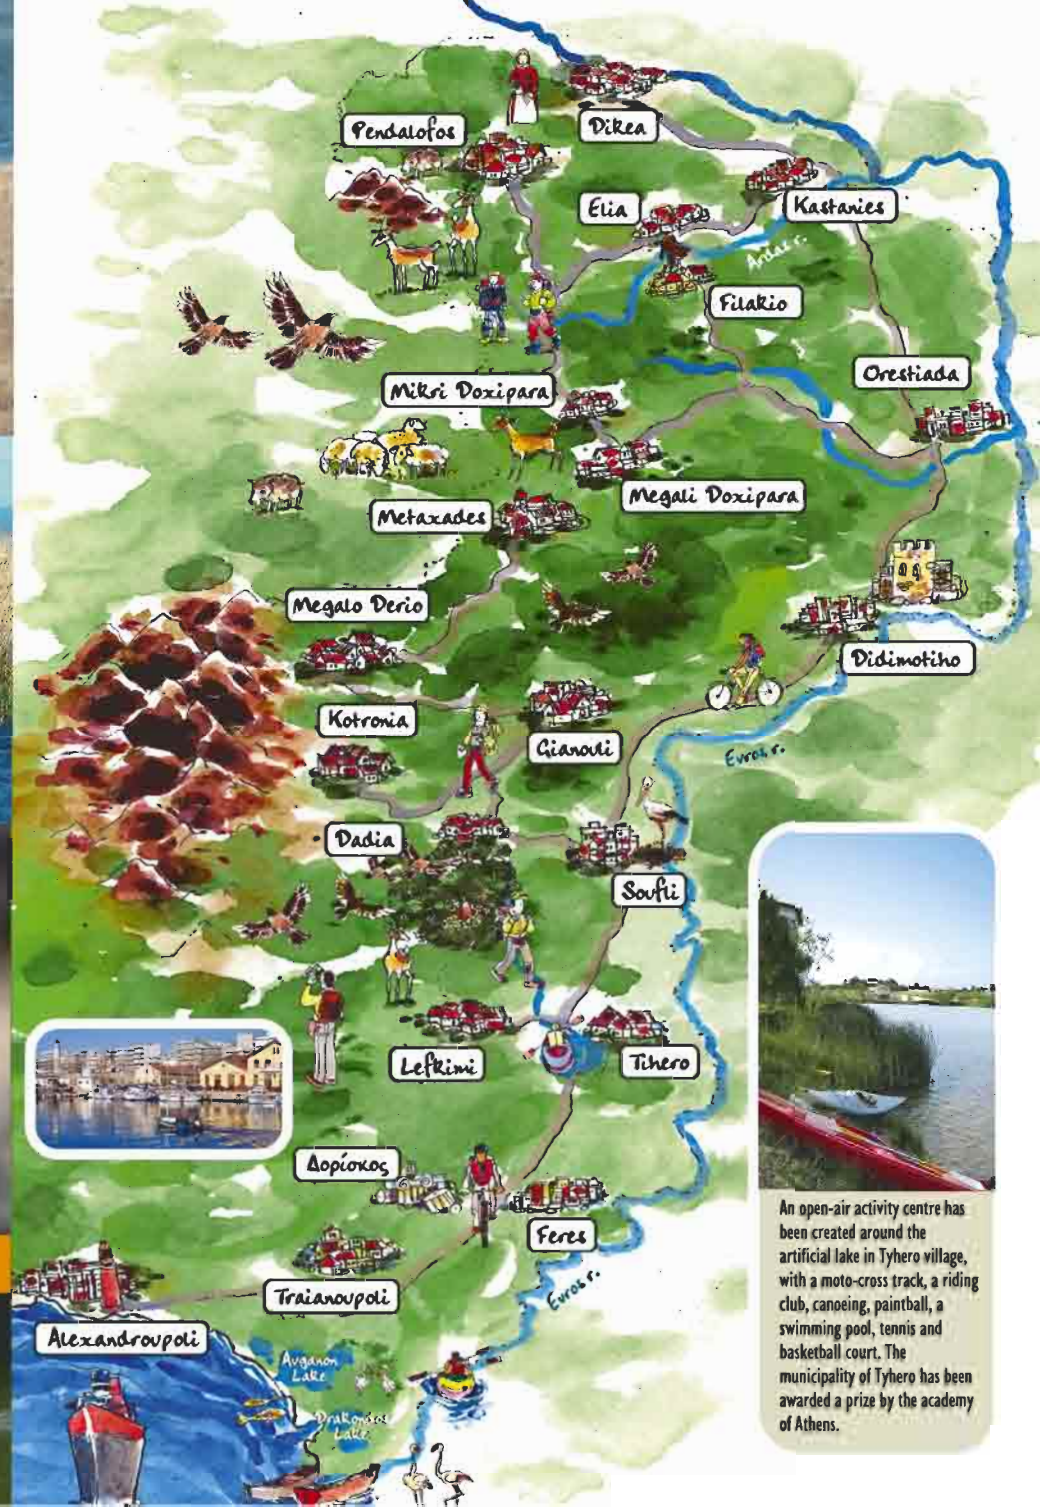 Pendalofos
Dikea
Elia
Kastanies
Ardas r.
Filakio
Orestiada
Mikri Doxipara
Megali Doxipara
Metaxades
Megalo Derio
Didimotiho
Kotronia
Gianouli
Evros r.
Dadia
Soufli
Lefkimi
Tihero
Δορίσκος
Feres
Traianoupoli
Evros r.
Alexandroupoli
Avganon
Lake
Lake
An open-air activity centre has
been created around the
artificial lake in Tyhero village,
with a moto-cross track, a riding
club, canoeing, paintball, a
swimming pool, tennis and
basketball court. The
municipality of Tyhero has been
awarded a prize by the academy
of Athens.